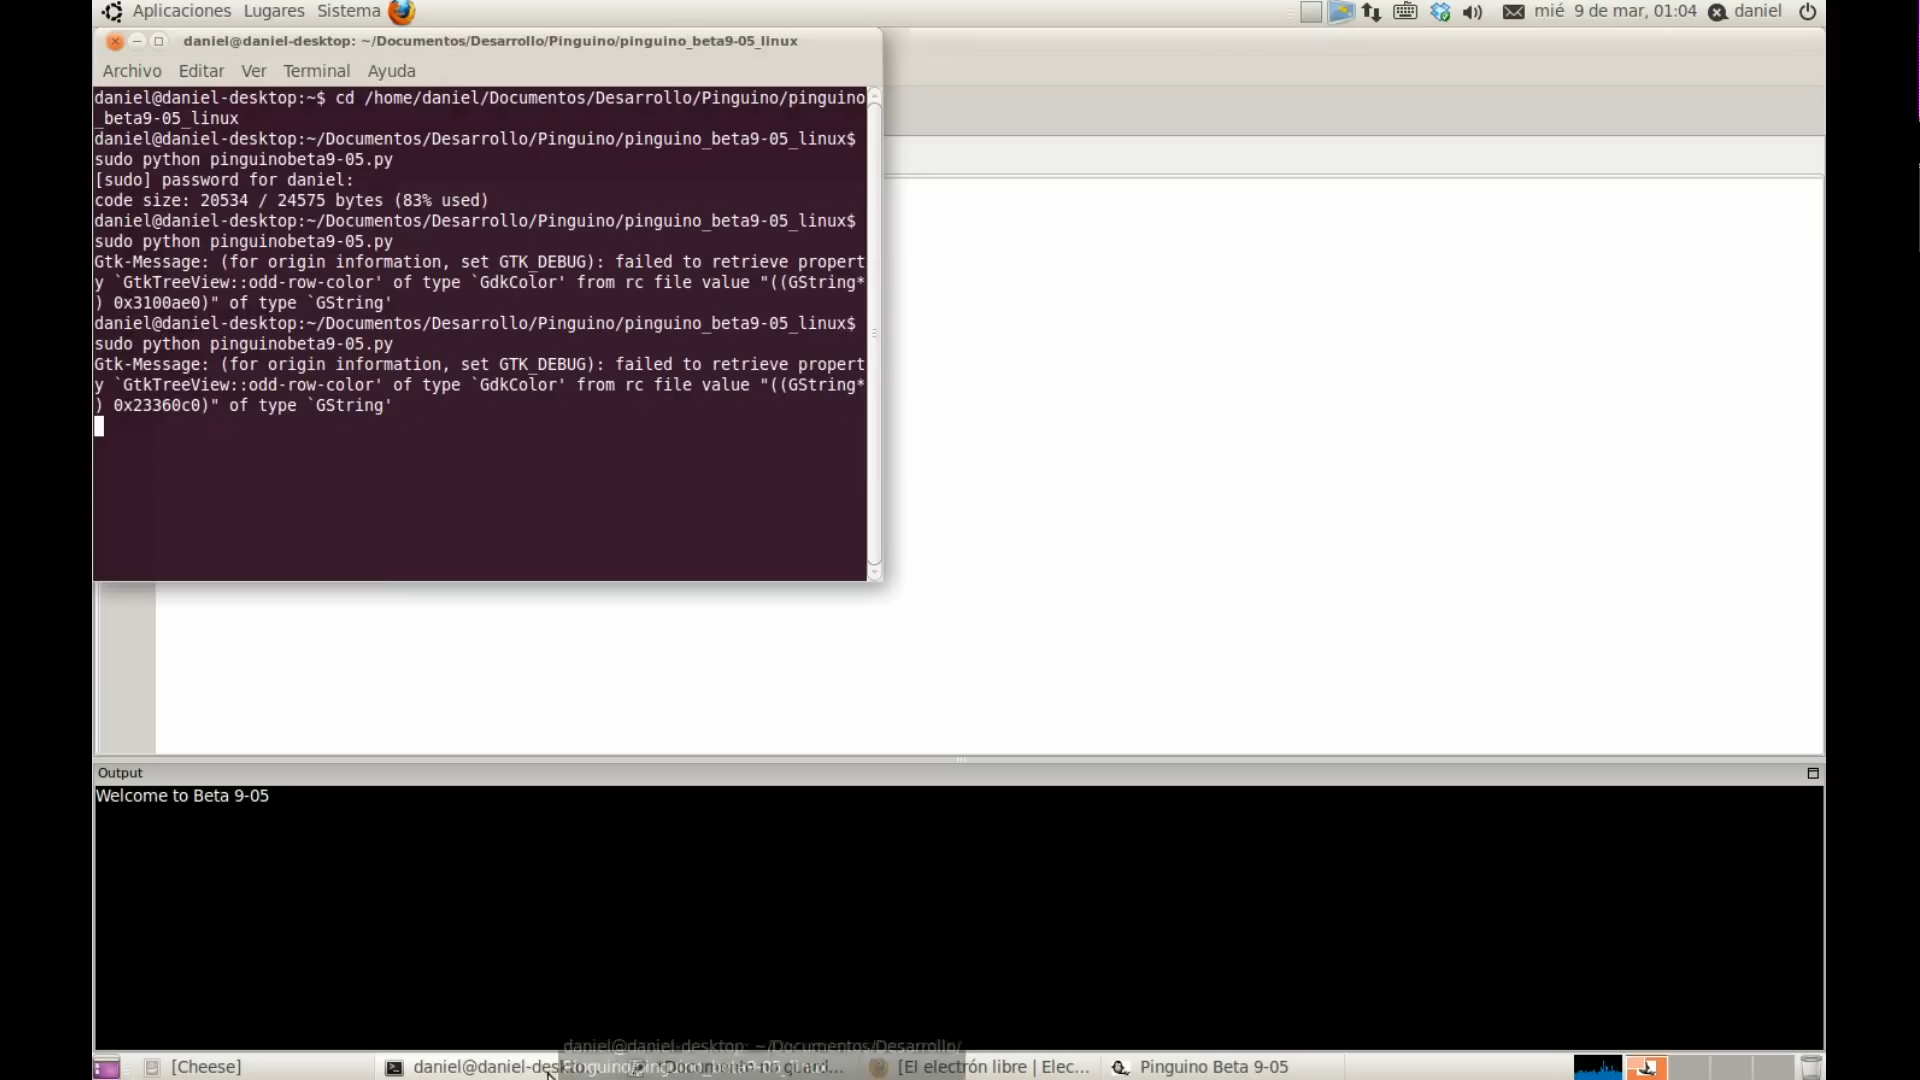 Aplicaciones Lugares Sistema
mié 9 de mar, 01:04 daniel
daniel@daniel-desktop: ~/Documentos/Desarrollo/Pinguino/pinguino_beta9-05_linux
Archivo Editar Ver Terminal Ayuda
daniel@daniel-desktop:~$ cd /home/daniel/Documentos/Desarrollo/Pinguino/pinguino
_beta9-05_linux
daniel@daniel-desktop:~/Documentos/Desarrollo/Pinguino/pinguino_beta9-05_linux$
sudo python pinguinobeta9-05.py
[sudo] password for daniel:
code size: 20534 / 24575 bytes (83% used)
daniel@daniel-desktop:~/Documentos/Desarrollo/Pinguino/pinguino_beta9-05_linux$
sudo python pinguinobeta9-05.py
Gtk-Message: (for origin information, set GTK_DEBUG): failed to retrieve propert
y `GtkTreeView::odd-row-color' of type `GdkColor' from rc file value "((GString*
) 0x3100ae0)" of type `GString'
daniel@daniel-desktop:~/Documentos/Desarrollo/Pinguino/pinguino_beta9-05_linux$
sudo python pinguinobeta9-05.py
Gtk-Message: (for origin information, set GTK_DEBUG): failed to retrieve propert
y `GtkTreeView::odd-row-color' of type `GdkColor' from rc file value "((GString*
) 0x23360c0)" of type `GString'
Output
Welcome to Beta 9-05
daniel@daniel-desktop: ~/Documentos/Desarrollo/
[Cheese] daniel@daniel-deskto [El electrón libre | Elec... Pinguino Beta 9-05